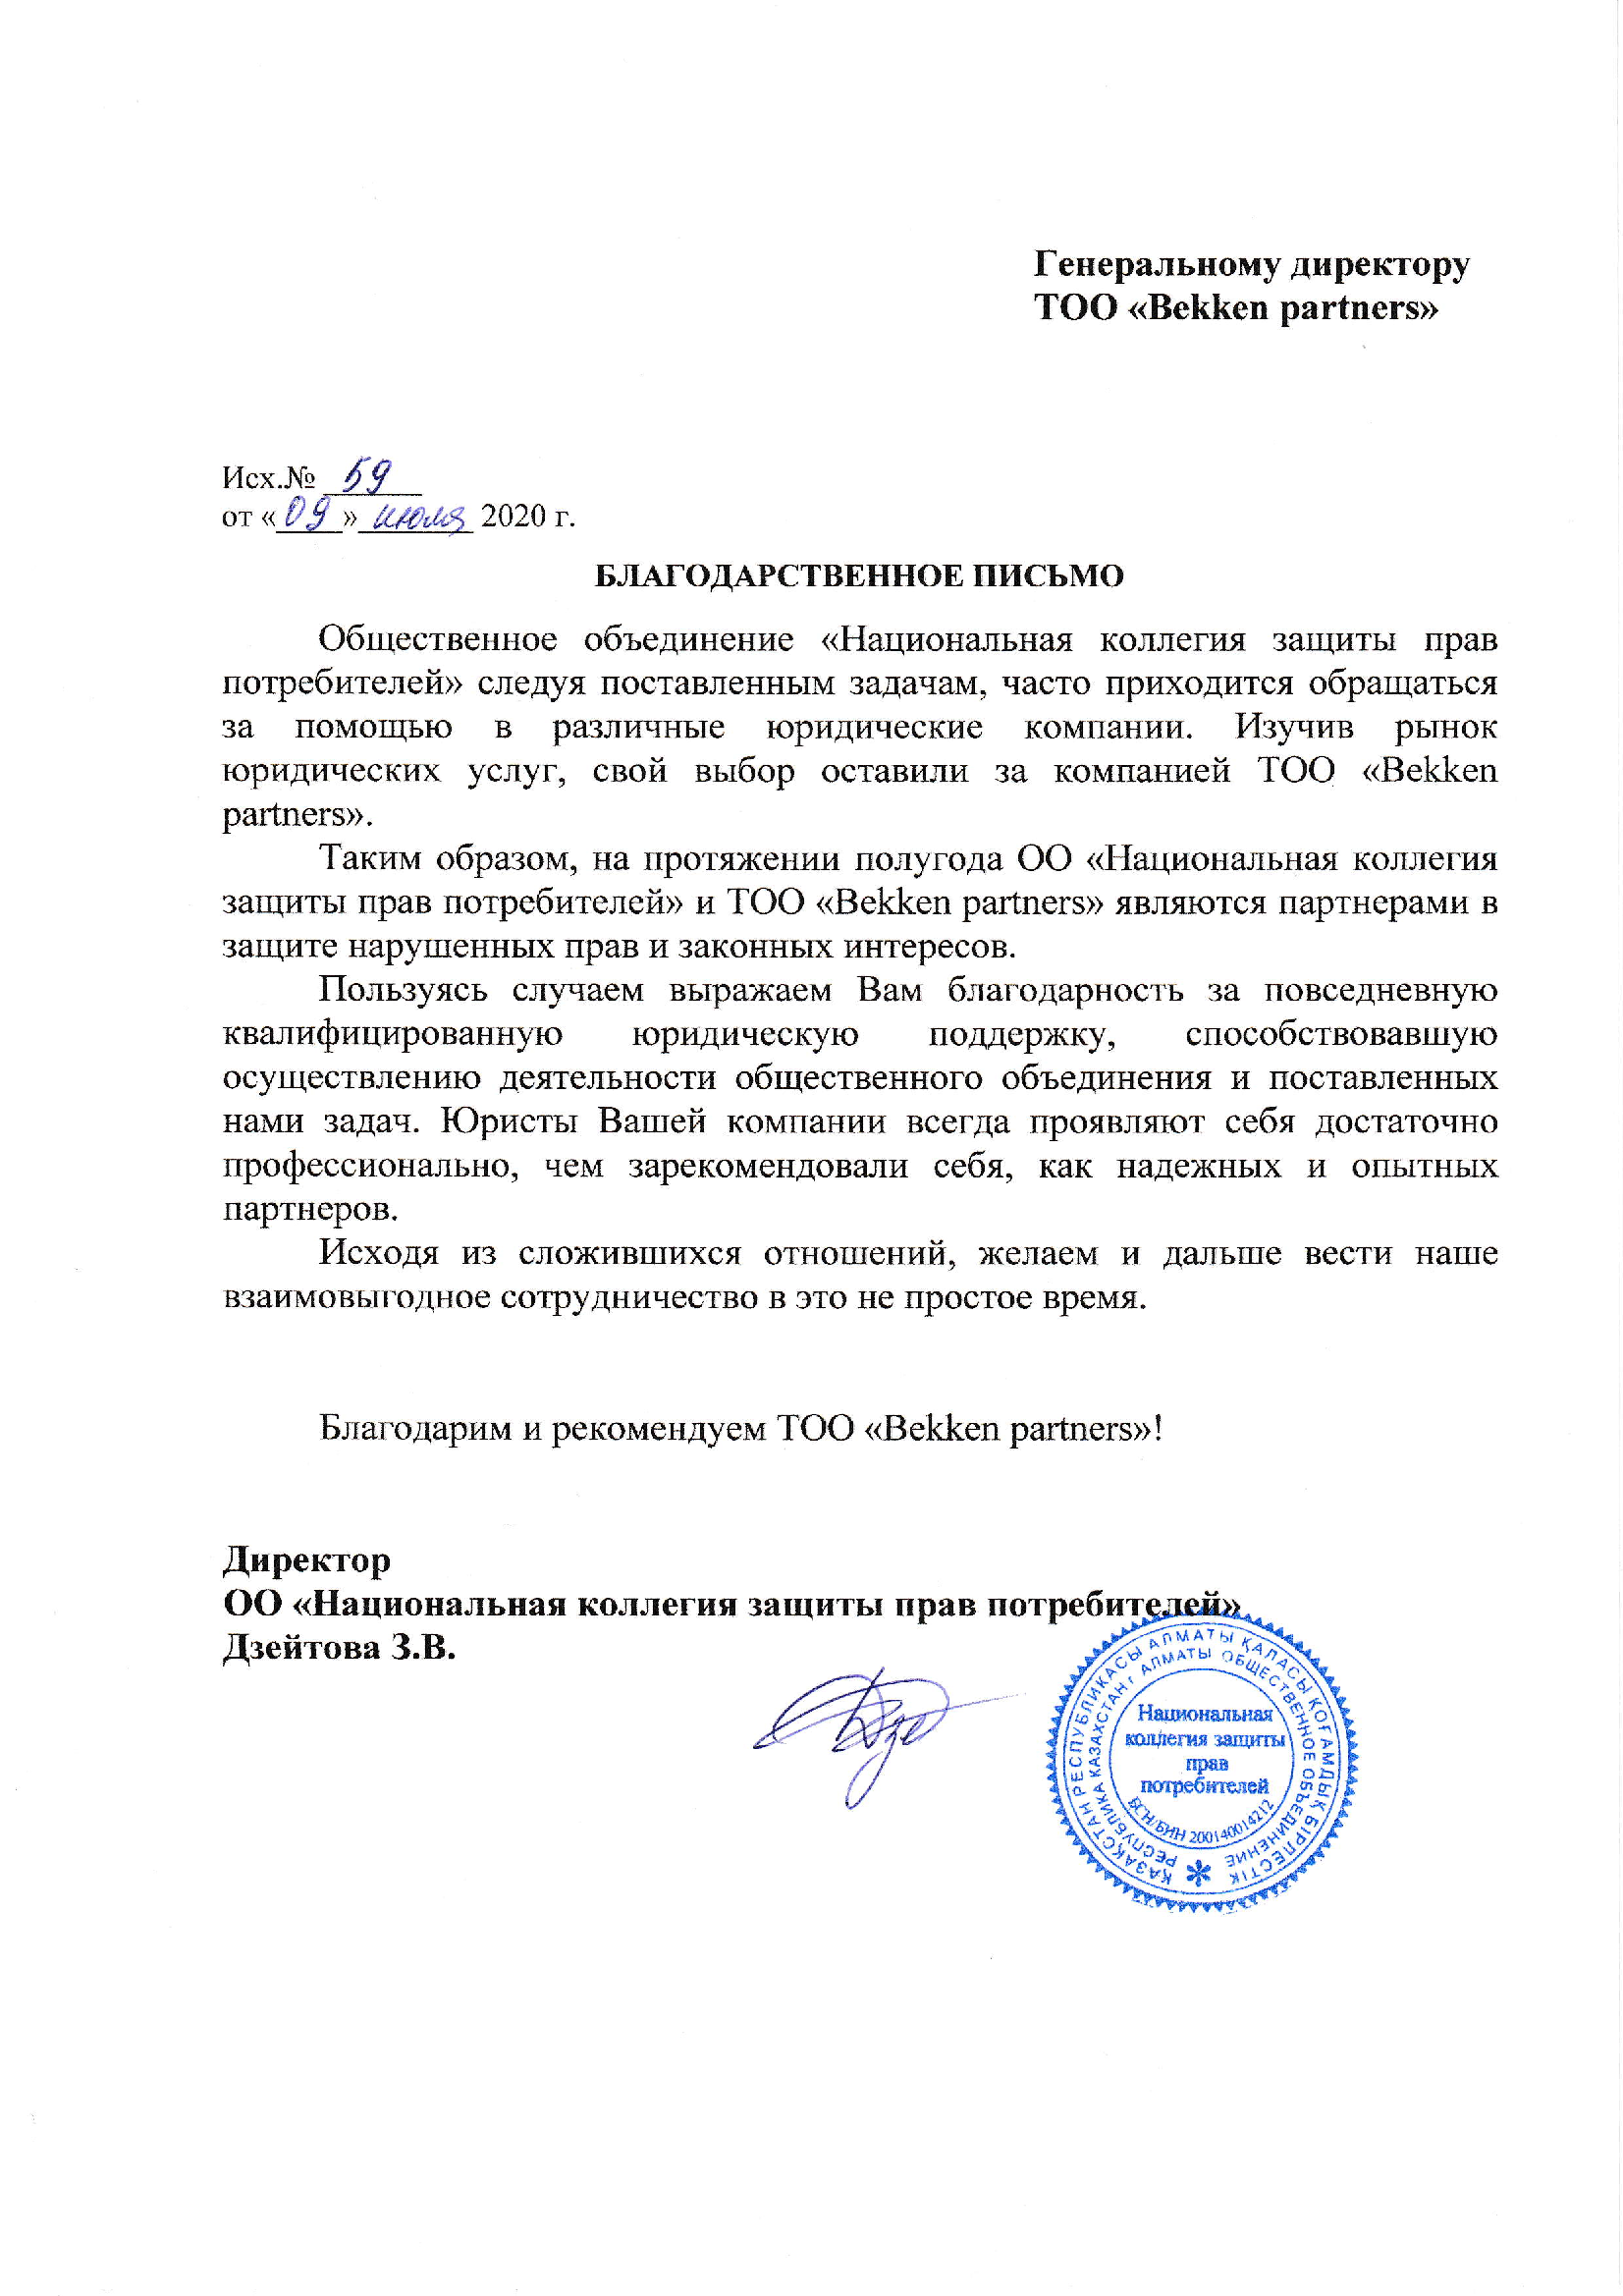 Генеральному директору
ТОО «Bekken partners»
Исх.№ 59
от «09» июля 2020 г.
БЛАГОДАРСТВЕННОЕ ПИСЬМО
Общественное объединение «Национальная коллегия защиты прав
потребителей» следуя поставленным задачам, часто приходится обращаться
за помощью в различные юридические компании. Изучив рынок
юридических услуг, свой выбор оставили за компанией ТОО «Bekken
partners».
Таким образом, на протяжении полугода ОО «Национальная коллегия
защиты прав потребителей» и ТОО «Bekken partners» являются партнерами в
защите нарушенных прав и законных интересов.
Пользуясь случаем выражаем Вам благодарность за повседневную
квалифицированную юридическую поддержку, способствовавшую
осуществлению деятельности общественного объединения и поставленных
нами задач. Юристы Вашей компании всегда проявляют себя достаточно
профессионально, чем зарекомендовали себя, как надежных и опытных
партнеров.
Исходя из сложившихся отношений, желаем и дальше вести наше
взаимовыгодное сотрудничество в это не простое время.
Благодарим и рекомендуем ТОО «Bekken partners»!
Директор
ОО «Национальная коллегия защиты прав потребителей»
Дзейтова З.В.
ҚАЗАҚСТАН РЕСПУБЛИКАСЫ АЛМАТЫ ҚАЛАСЫ ҚОҒАМДЫҚ БІРЛЕСТІК
РЕСПУБЛИКА КАЗАХСТАН г АЛМАТЫ ОБЩЕСТВЕННОЕ ОБЪЕДИНЕНИЕ
Национальная
коллегия защиты
прав
потребителей
БСН/БИН 200140014212